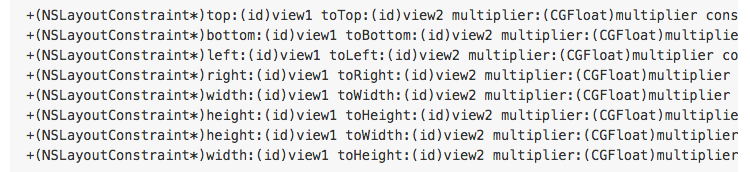 +(NSLayoutConstraint*)top:(id)view1 toTop:(id)view2 multiplier:(CGFloat)multiplier cons
+(NSLayoutConstraint*)bottom:(id)view1 toBottom:(id)view2 multiplier:(CGFloat)multiplie
+(NSLayoutConstraint*)left:(id)view1 toLeft:(id)view2 multiplier:(CGFloat)multiplier co
+(NSLayoutConstraint*)right:(id)view1 toRight:(id)view2 multiplier:(CGFloat)multiplier
+(NSLayoutConstraint*)width:(id)view1 toWidth:(id)view2 multiplier:(CGFloat)multiplier
+(NSLayoutConstraint*)height:(id)view1 toHeight:(id)view2 multiplier:(CGFloat)multiplie
+(NSLayoutConstraint*)height:(id)view1 toWidth:(id)view2 multiplier:(CGFloat)multiplier
+(NSLayoutConstraint*)width:(id)view1 toHeight:(id)view2 multiplier:(CGFloat)multiplier